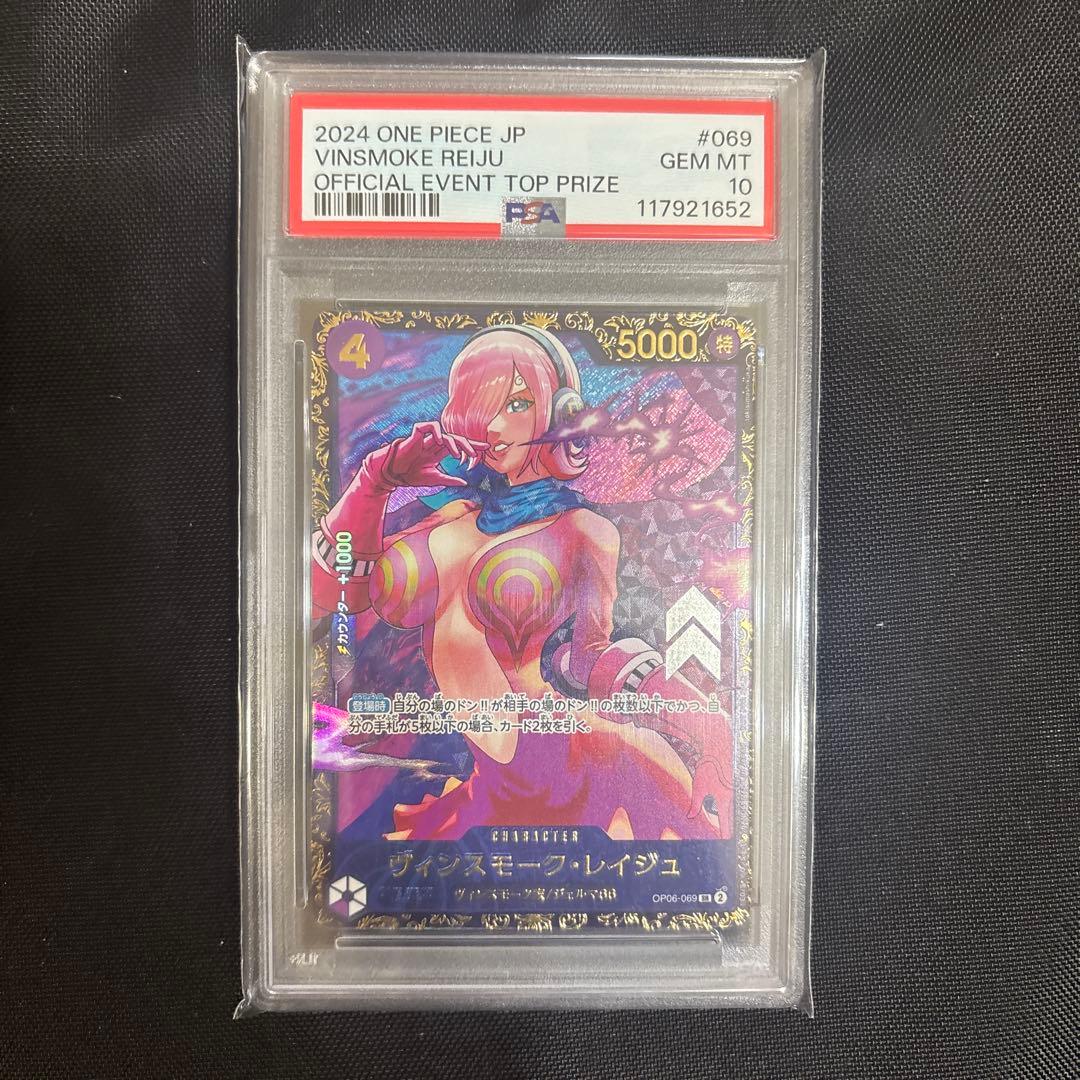 2024 ONE PIECE JP #069
VINSMOKE REIJU GEM MT
OFFICIAL EVENT TOP PRIZE 10
PSA 117921652
4
5000 特
カウンター +1000
登場時 自分の場のドン!!が相手の場のドン!!の枚数以下でかつ、自
分の手札が5枚以下の場合、カード2枚を引く。
CHARACTER
ヴィンスモーク・レイジュ
ヴィンスモーク家/ジェルマ66
OP06-069 SR 2